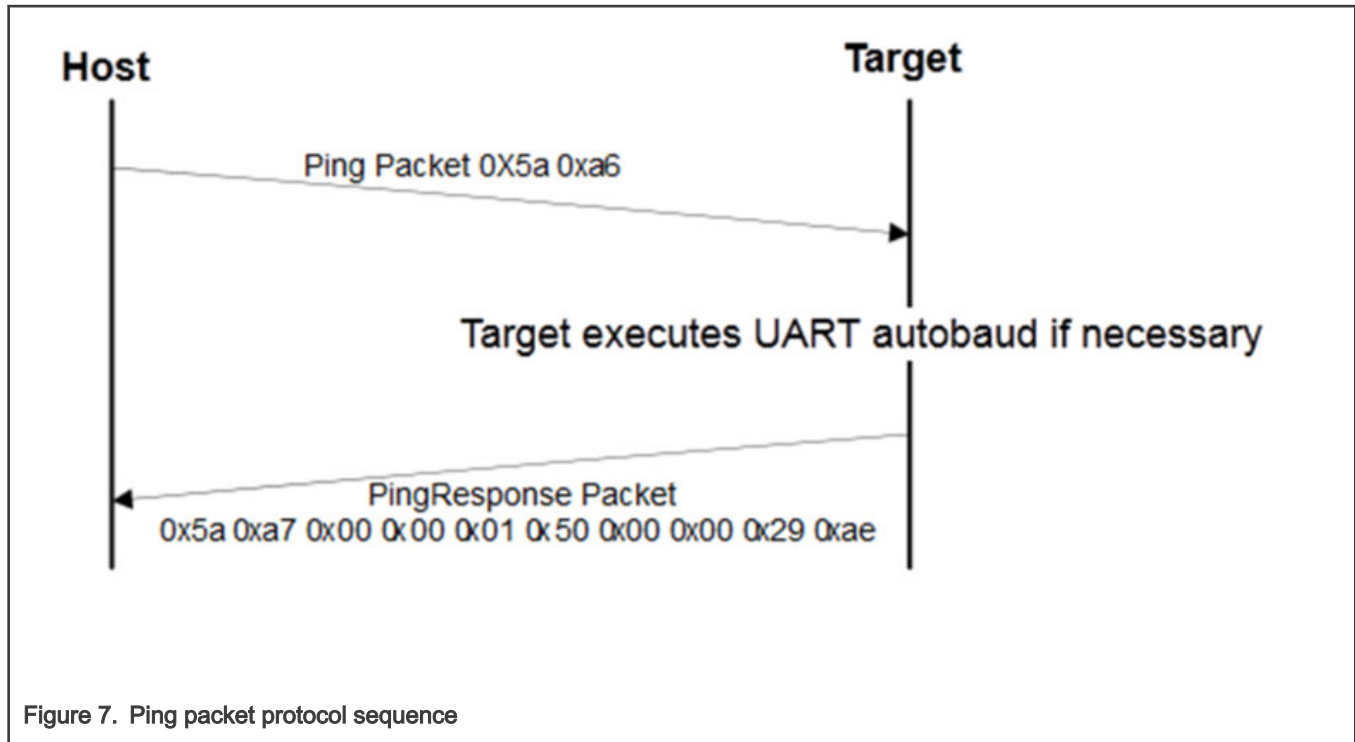 Host
Target
Ping Packet 0X5a 0xa6
Target executes UART autobaud if necessary
PingResponse Packet
0x5a 0xa7 0x00 0x00 0x01 0x50 0x00 0x00 0x29 0xae
Figure 7. Ping packet protocol sequence